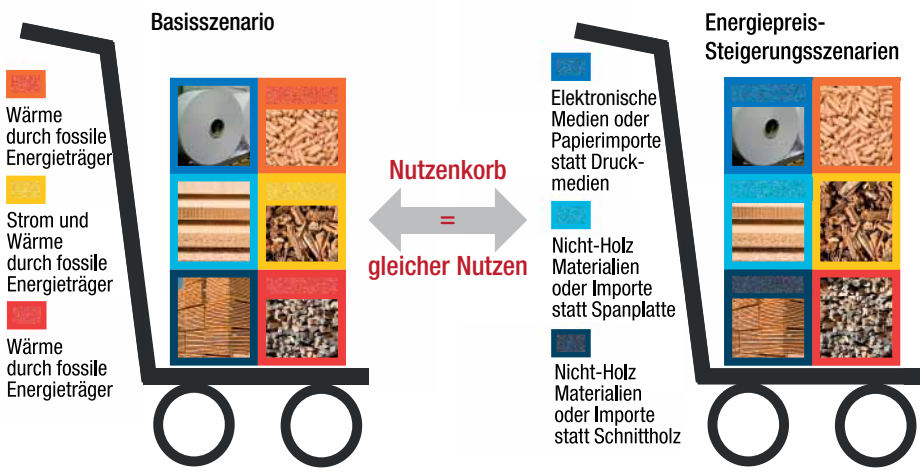 Basisszenario
Wärme
durch fossile
Energieträger
Strom und
Wärme
durch fossile
Energieträger
Wärme
durch fossile
Energieträger
Nutzenkorb
=
gleicher Nutzen
Energiepreis-
Steigerungsszenarien
Elektronische
Medien oder
Papierimporte
statt Druck-
medien
Nicht-Holz
Materialien
oder Importe
statt Spanplatte
Nicht-Holz
Materialien
oder Importe
statt Schnittholz